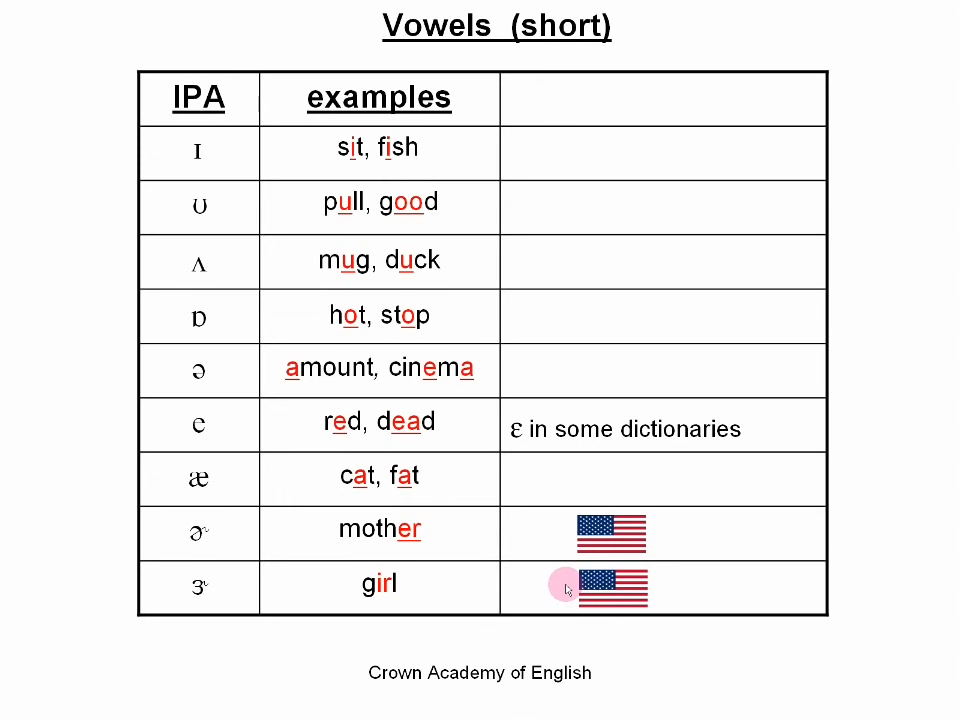 Vowels (short)
IPA examples
ɪ sit, fish
ʊ pull, good
ʌ mug, duck
ɒ hot, stop
ə amount, cinema
e red, dead ɛ in some dictionaries
æ cat, fat
ɚ mother
ɝ girl
Crown Academy of English